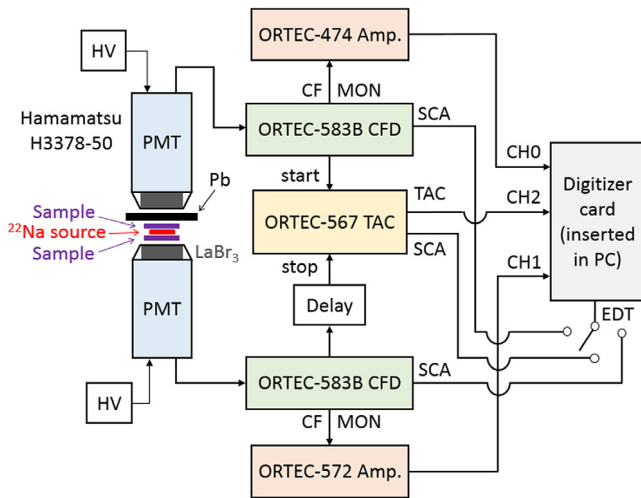 ORTEC-474 Amp.
HV
CF MON
SCA
Hamamatsu
H3378-50
PMT
ORTEC-583B CFD
CH0
start
Pb
TAC
CH2
Digitizer
card
(inserted
in PC)
Sample
²²Na source
Sample
ORTEC-567 TAC
SCA
LaBr₃
stop
CH1
Delay
EDT
PMT
SCA
HV
ORTEC-583B CFD
CF MON
ORTEC-572 Amp.